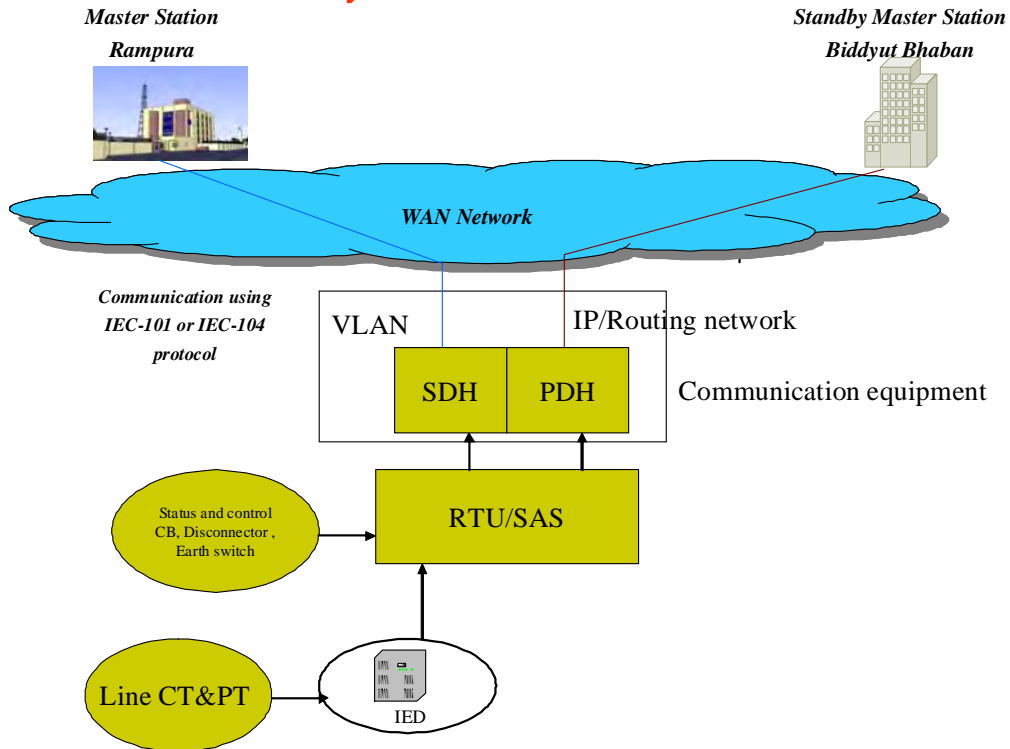 Master Station
Rampura
Standby Master Station
Biddyut Bhaban
WAN Network
Communication using
IEC-101 or IEC-104
protocol
VLAN
IP/Routing network
SDH
PDH
Communication equipment
Status and control
CB, Disconnector ,
Earth switch
RTU/SAS
Line CT&PT
IED